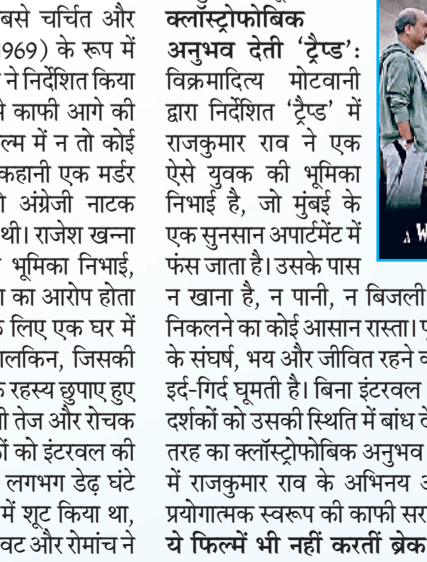 बसे चर्चित और
1969) के रूप में
ने निर्देशित किया
काफी आगे की
ल्म में न तो कोई
कहानी एक मर्डर
अंग्रेजी नाटक
थी। राजेश खन्ना
भूमिका निभाई,
का आरोप होता
लिए एक घर में
ालकिन, जिसकी
रहस्य छुपाए हुए
तेज और रोचक
ों को इंटरवल की
लगभग डेढ़ घंटे
में शूट किया था,
वट और रोमांच ने
क्लॉस्ट्रोफोबिक
अनुभव देती ‘ट्रैप्ड’:
विक्रमादित्य मोटवानी
द्वारा निर्देशित ‘ट्रैप्ड’ में
राजकुमार राव ने एक
ऐसे युवक की भूमिका
निभाई है, जो मुंबई के
एक सुनसान अपार्टमेंट में
फंस जाता है। उसके पास
न खाना है, न पानी, न बिजली
निकलने का कोई आसान रास्ता।
के संघर्ष, भय और जीवित रहने
इर्द-गिर्द घूमती है। बिना इंटरवल
दर्शकों को उसकी स्थिति में बांध
तरह का क्लॉस्ट्रोफोबिक अनुभव
में राजकुमार राव के अभिनय
प्रयोगात्मक स्वरूप की काफी सर
ये फिल्में भी नहीं करतीं ब्रेक
A W